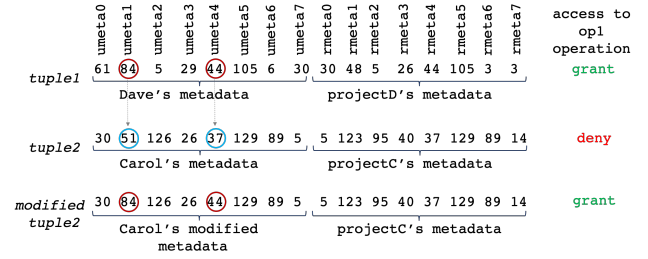 umeta0 umeta1 umeta2 umeta3 umeta4 umeta5 umeta6 umeta7 rmeta0 rmeta1 rmeta2 rmeta3 rmeta4 rmeta5 rmeta6 rmeta7
access to
op1
operation
tuple1 61 84 5 29 44 105 6 30 30 48 5 26 44 105 3 3 grant
Dave's metadata projectD's metadata
tuple2 30 51 126 26 37 129 89 5 5 123 95 40 37 129 89 14 deny
Carol's metadata projectC's metadata
modified
tuple2 30 84 126 26 44 129 89 5 5 123 95 40 37 129 89 14 grant
Carol's modified
metadata
projectC's metadata